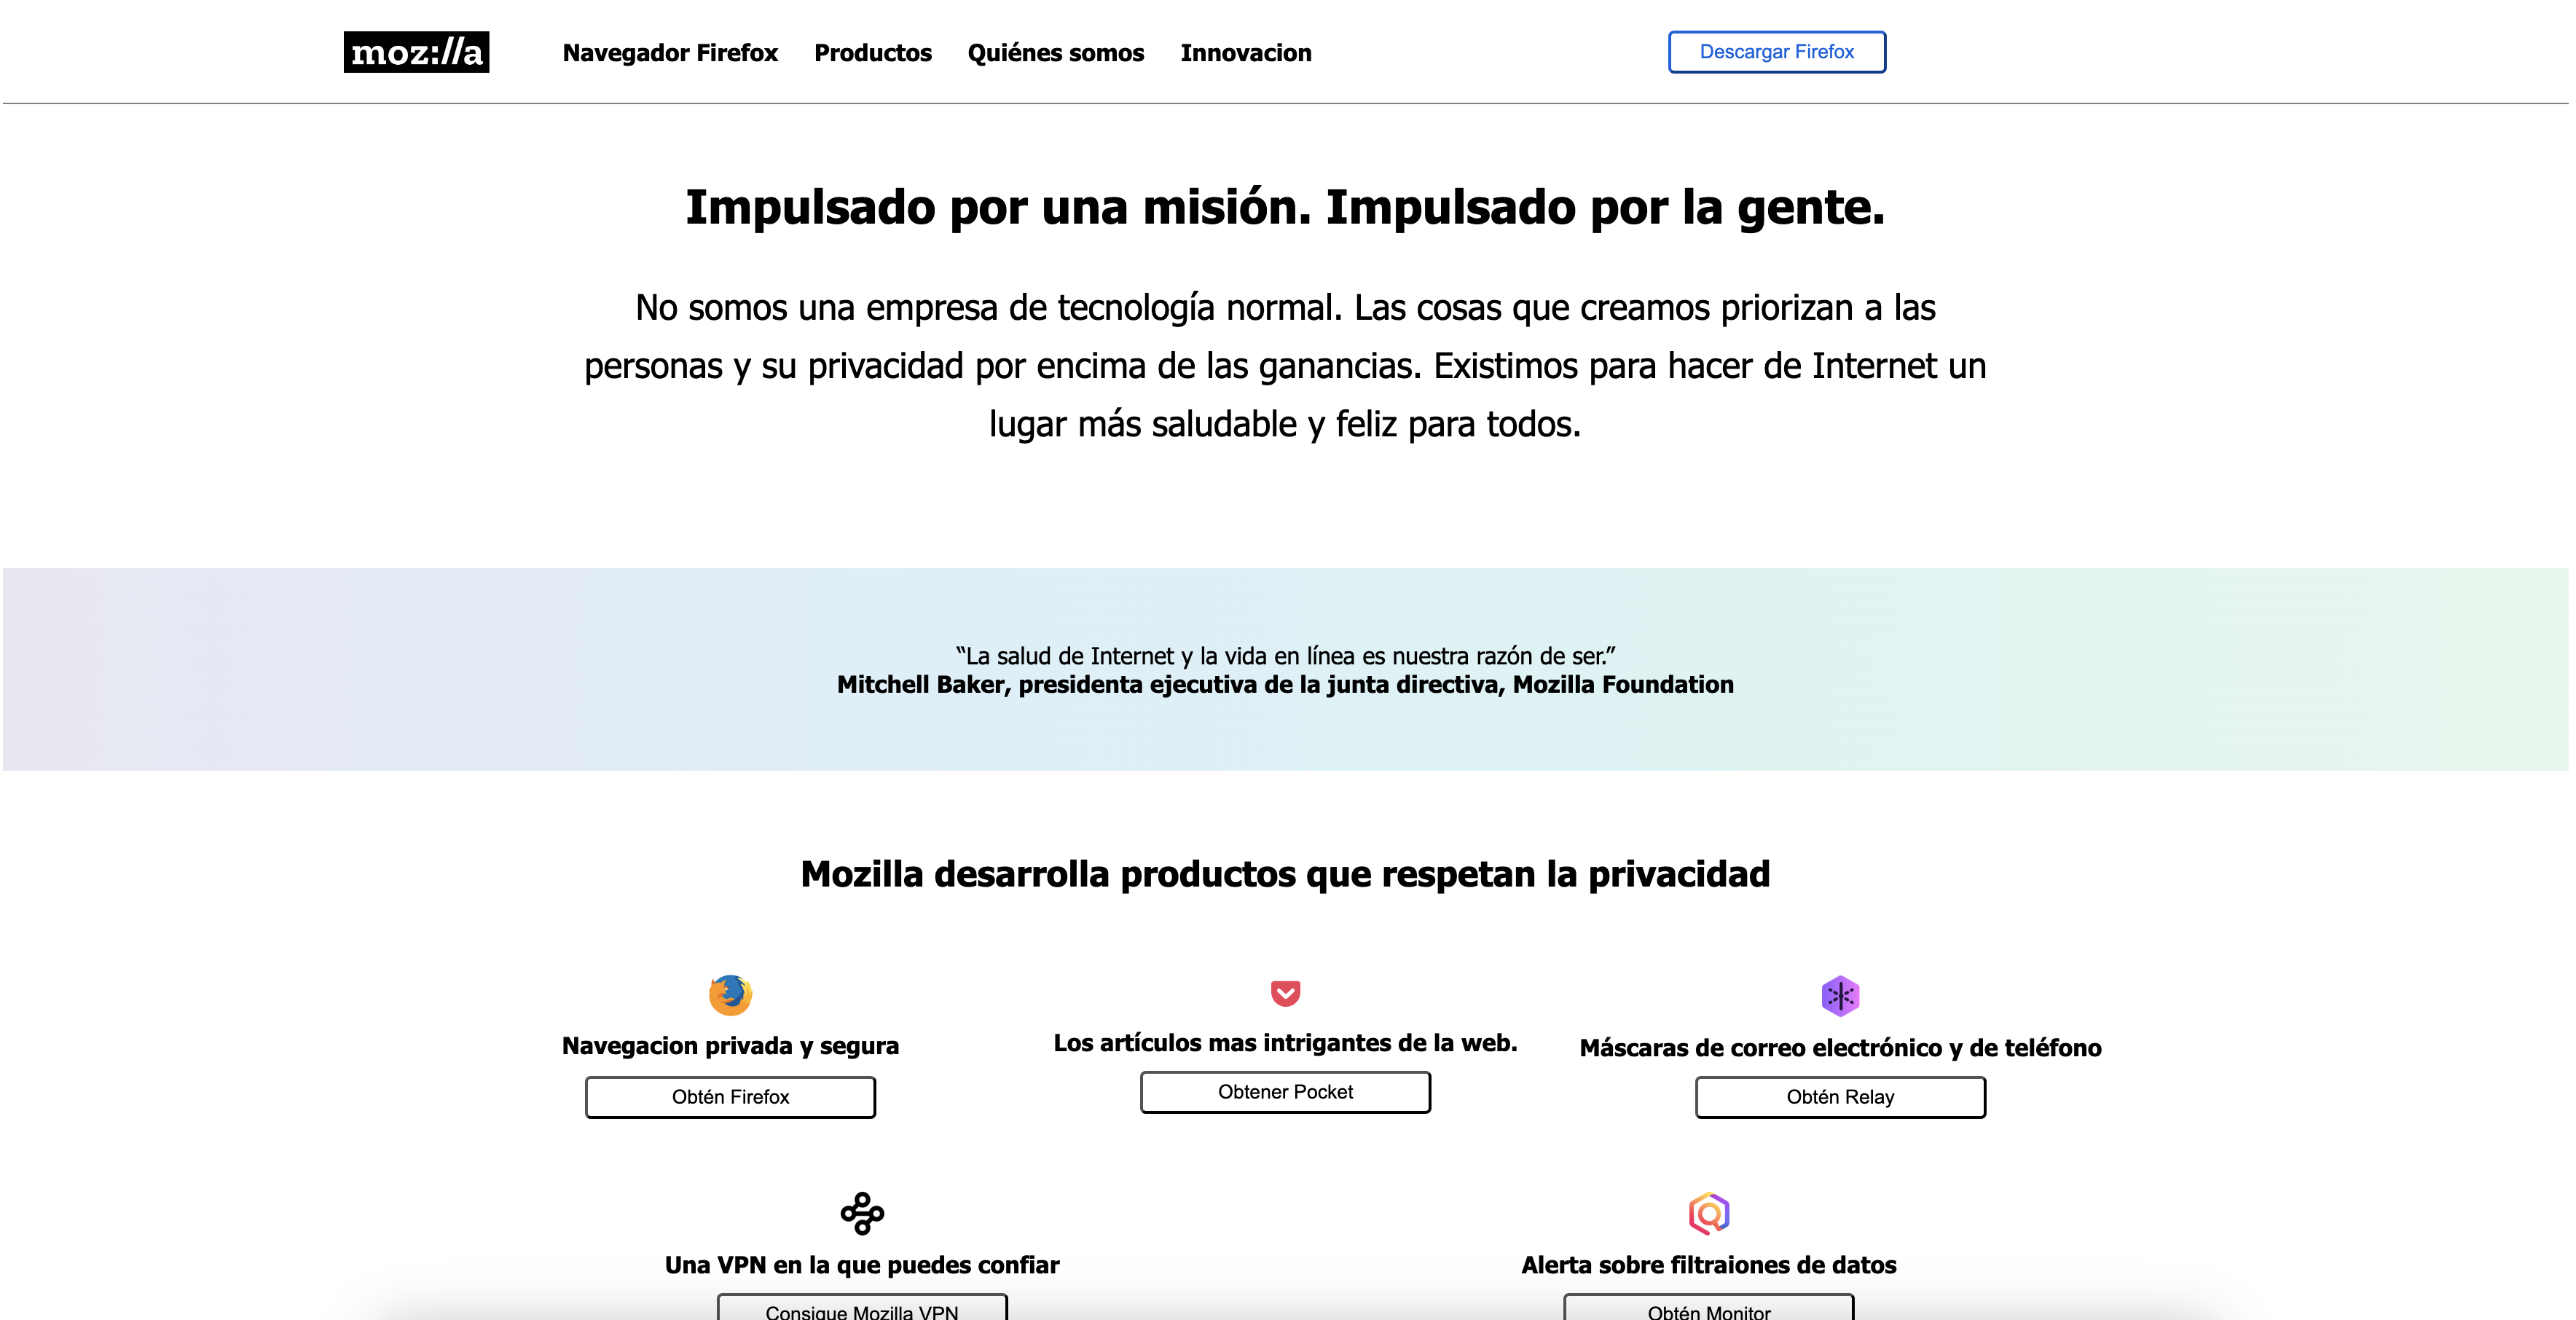 moz://a
Navegador Firefox Productos Quiénes somos Innovacion
Descargar Firefox
Impulsado por una misión. Impulsado por la gente.
No somos una empresa de tecnología normal. Las cosas que creamos priorizan a las
personas y su privacidad por encima de las ganancias. Existimos para hacer de Internet un
lugar más saludable y feliz para todos.
“La salud de Internet y la vida en línea es nuestra razón de ser.”
Mitchell Baker, presidenta ejecutiva de la junta directiva, Mozilla Foundation
Mozilla desarrolla productos que respetan la privacidad
Navegacion privada y segura
Obtén Firefox
Los artículos mas intrigantes de la web.
Obtener Pocket
Máscaras de correo electrónico y de teléfono
Obtén Relay
Una VPN en la que puedes confiar
Consigue Mozilla VPN
Alerta sobre filtraiones de datos
Obtén Monitor